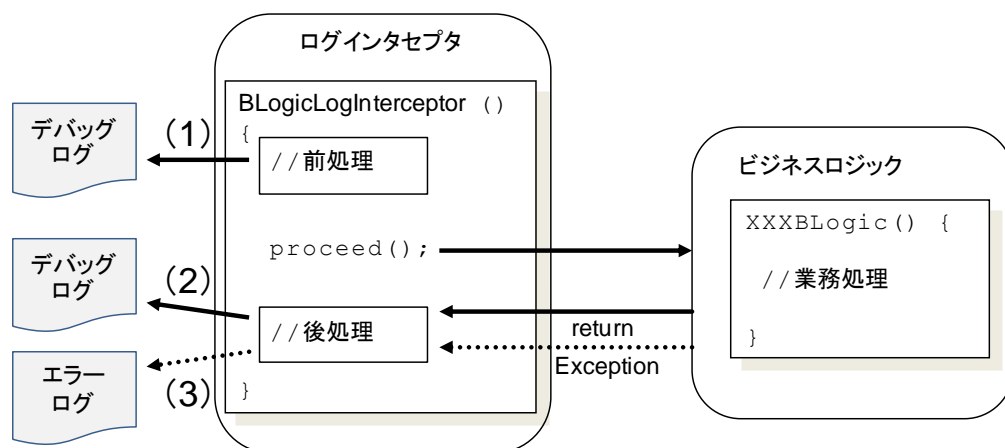 ログインタセプタ
BLogicLogInterceptor ()
{
デバッグ
ログ
(1)
//前処理
ビジネスロジック
XXXBLogic() {
proceed();
//業務処理
デバッグ
ログ
(2)
//後処理
return
}
Exception
エラー
ログ
(3)
}